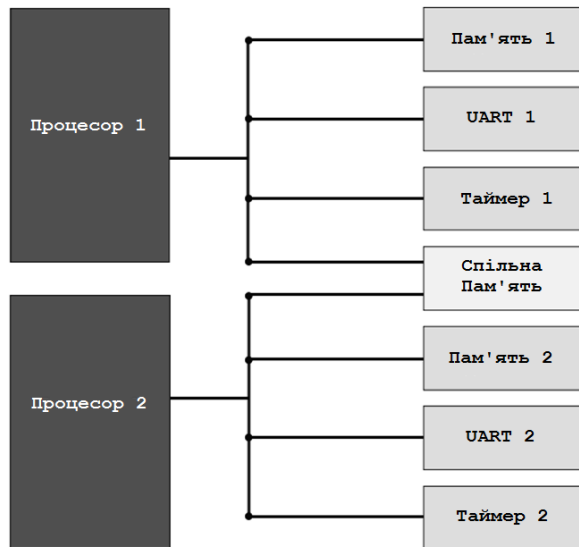 Процесор 1
Пам'ять 1
UART 1
Таймер 1
Спільна
Пам'ять
Процесор 2
Пам'ять 2
UART 2
Таймер 2